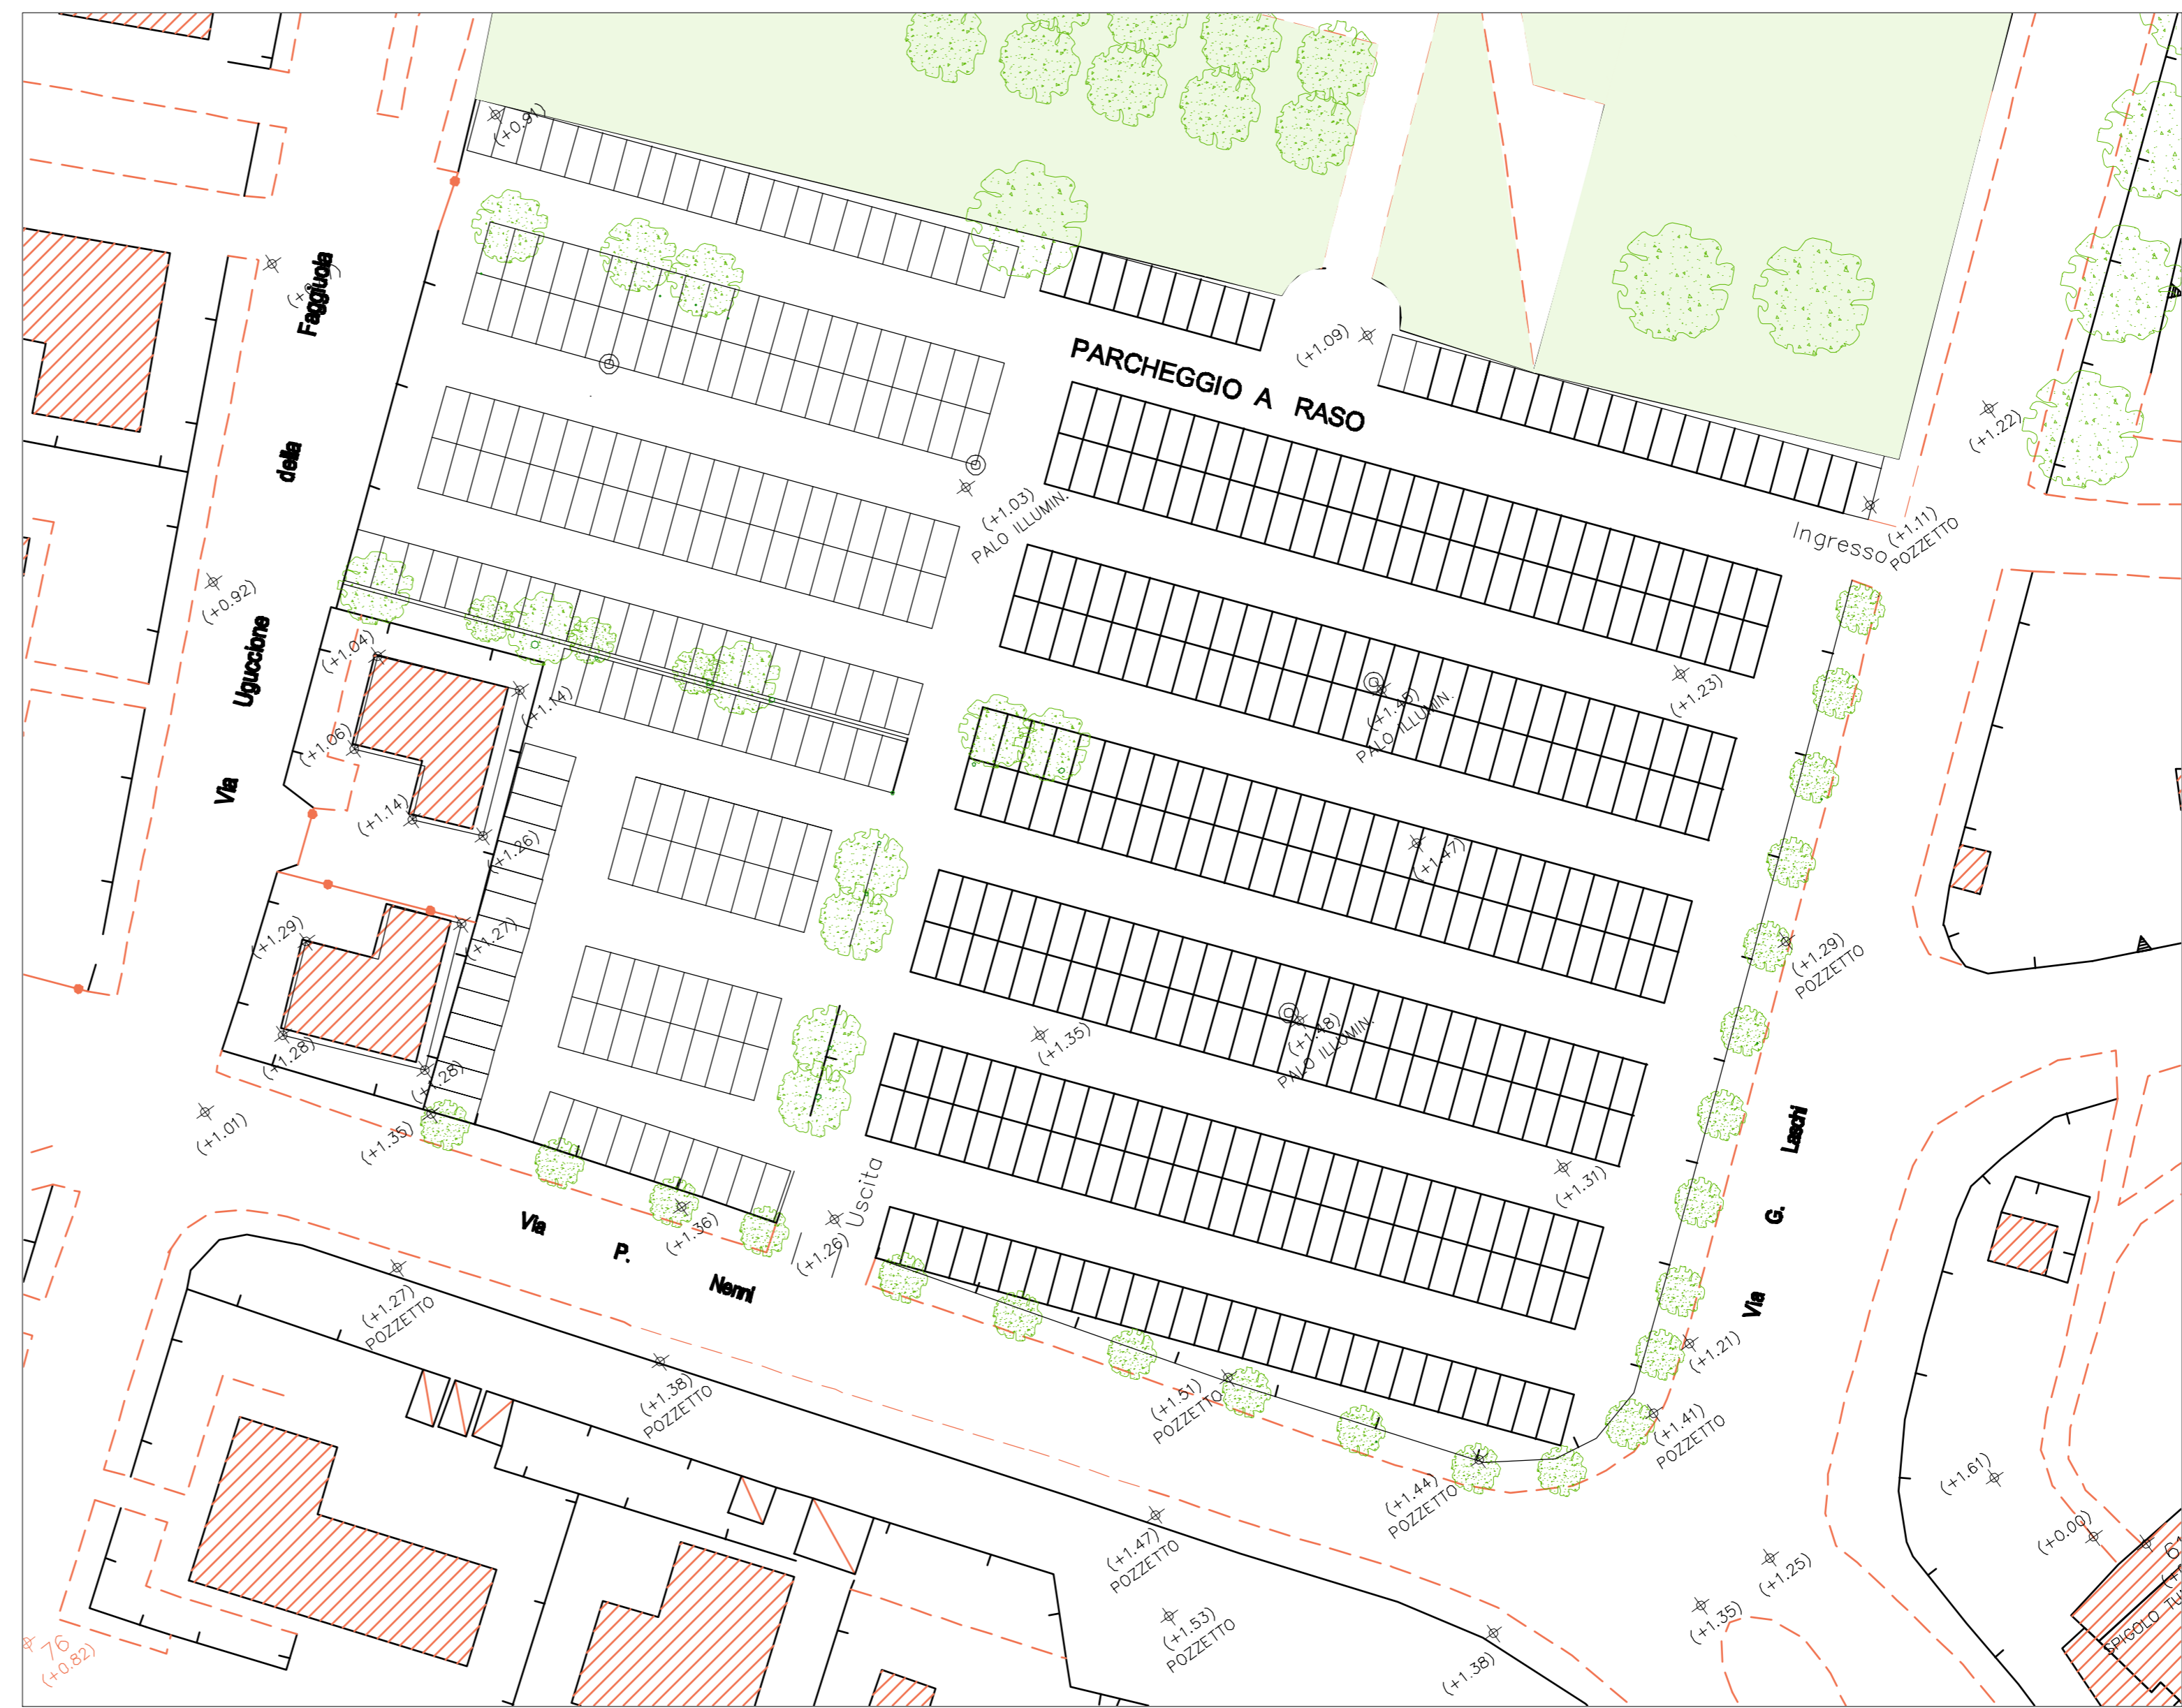 (+0.91)
Faggiuola
della
Uguccione
Via
PARCHEGGIO A RASO
(+1.09)
(+1.22)
(+1.03)
PALO ILLUMIN.
Ingresso
(+1.11)
POZZETTO
(+0.92)
(+1.04)
(+1.14)
(+1.06)
(+1.14)
(+1.26)
(+1.23)
PALO ILLUMIN.
(+1.47)
(+1.29)
(+1.27)
(+1.29)
POZZETTO
(+1.28)
(+1.28)
(+1.35)
(+1.48)
PALO ILLUMIN.
(+1.01)
(+1.35)
(+1.31)
Laschi
G.
Via
Uscita
(+1.36)
(+1.26)
Via
P.
Nenni
(+1.27)
POZZETTO
(+1.38)
POZZETTO
(+1.51)
POZZETTO
(+1.21)
(+1.41)
POZZETTO
(+1.44)
POZZETTO
(+1.61)
(+0.00)
(+1.47)
POZZETTO
(+1.25)
(+1.35)
(+1.53)
POZZETTO
(+1.38)
76
(+0.82)
SPIGOLO